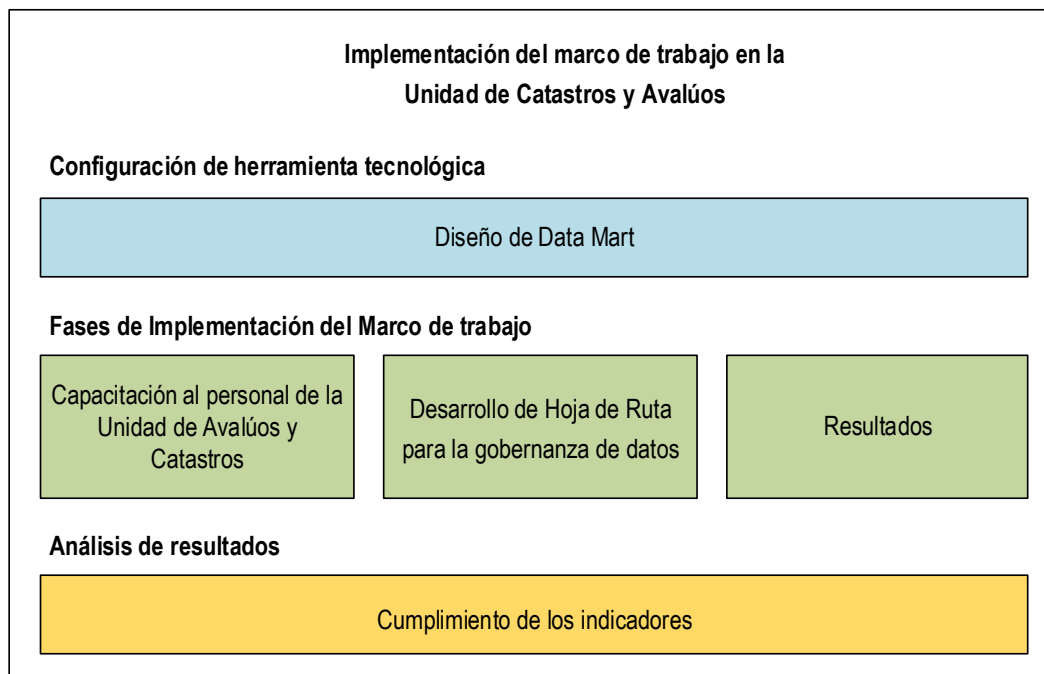 Implementación del marco de trabajo en la
Unidad de Catastros y Avalúos
Configuración de herramienta tecnológica
Diseño de Data Mart
Fases de Implementación del Marco de trabajo
Capacitación al personal de la
Unidad de Avalúos y
Catastros
Desarrollo de Hoja de Ruta
para la gobernanza de datos
Resultados
Análisis de resultados
Cumplimiento de los indicadores